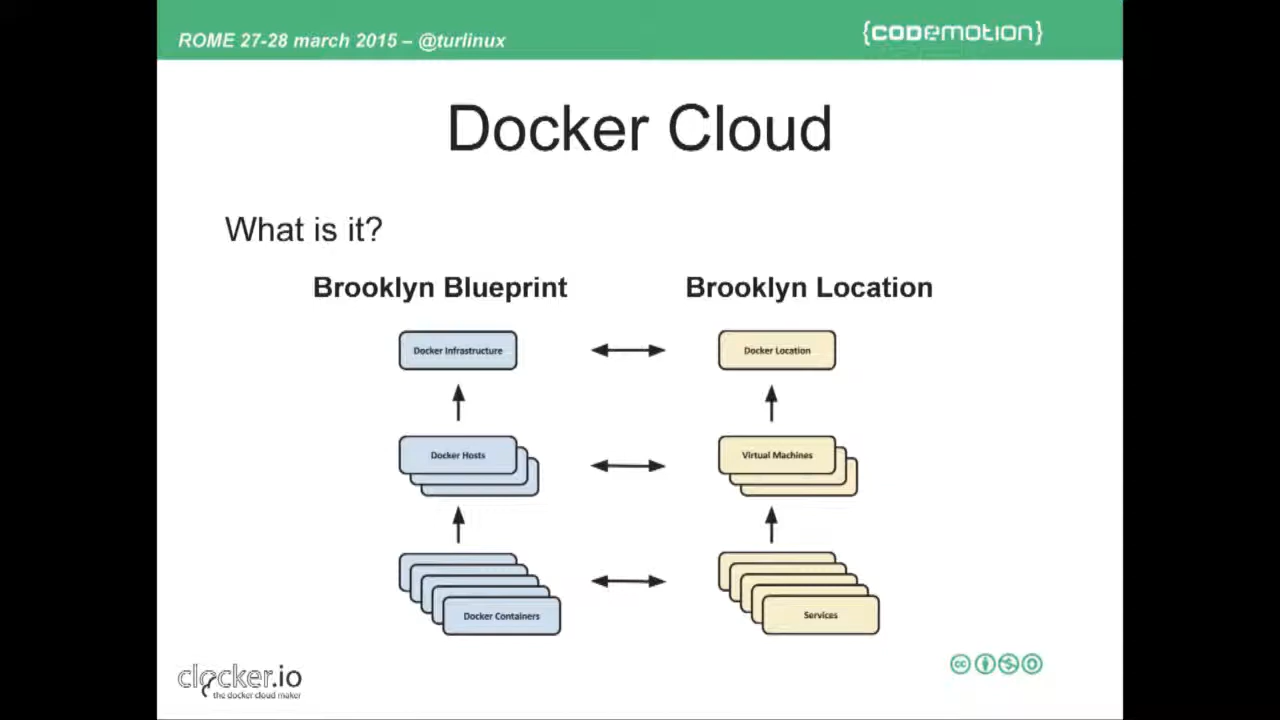 ROME 27-28 march 2015 – @turlinux
{CODEMOTION}
Docker Cloud
What is it?
Brooklyn Blueprint
Brooklyn Location
Docker Infrastructure
Docker Location
Docker Hosts
Virtual Machines
Docker Containers
Services
clocker.io
the docker cloud maker
cc